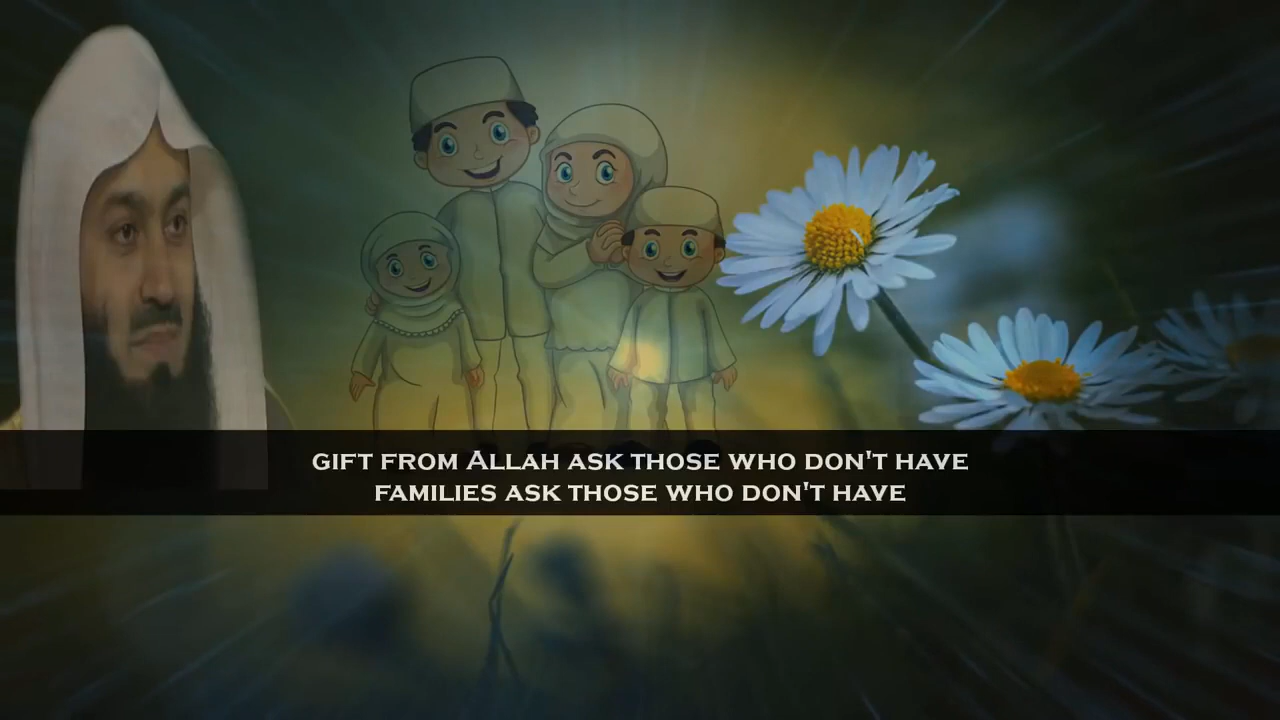 GIFT FROM ALLAH ASK THOSE WHO DON'T HAVE
FAMILIES ASK THOSE WHO DON'T HAVE